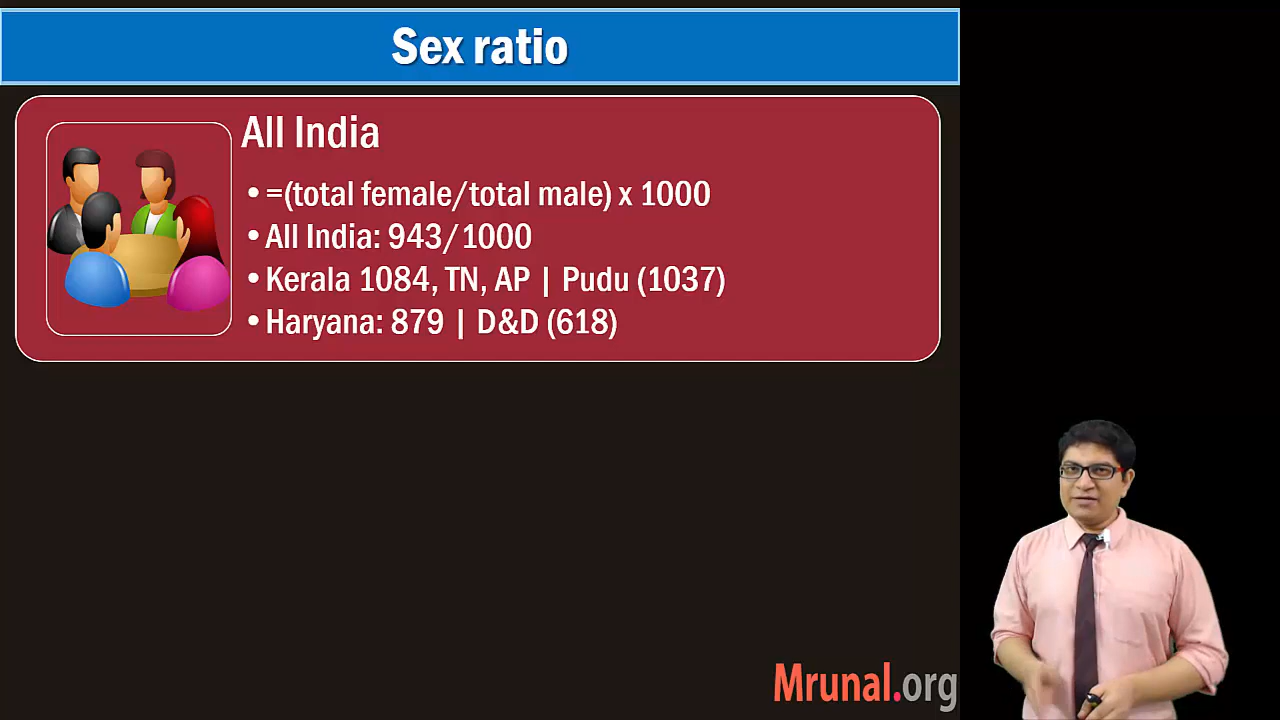 Sex ratio
All India
• =(total female/total male) x 1000
• All India: 943/1000
• Kerala 1084, TN, AP | Pudu (1037)
• Haryana: 879 | D&D (618)
Mrunal.org